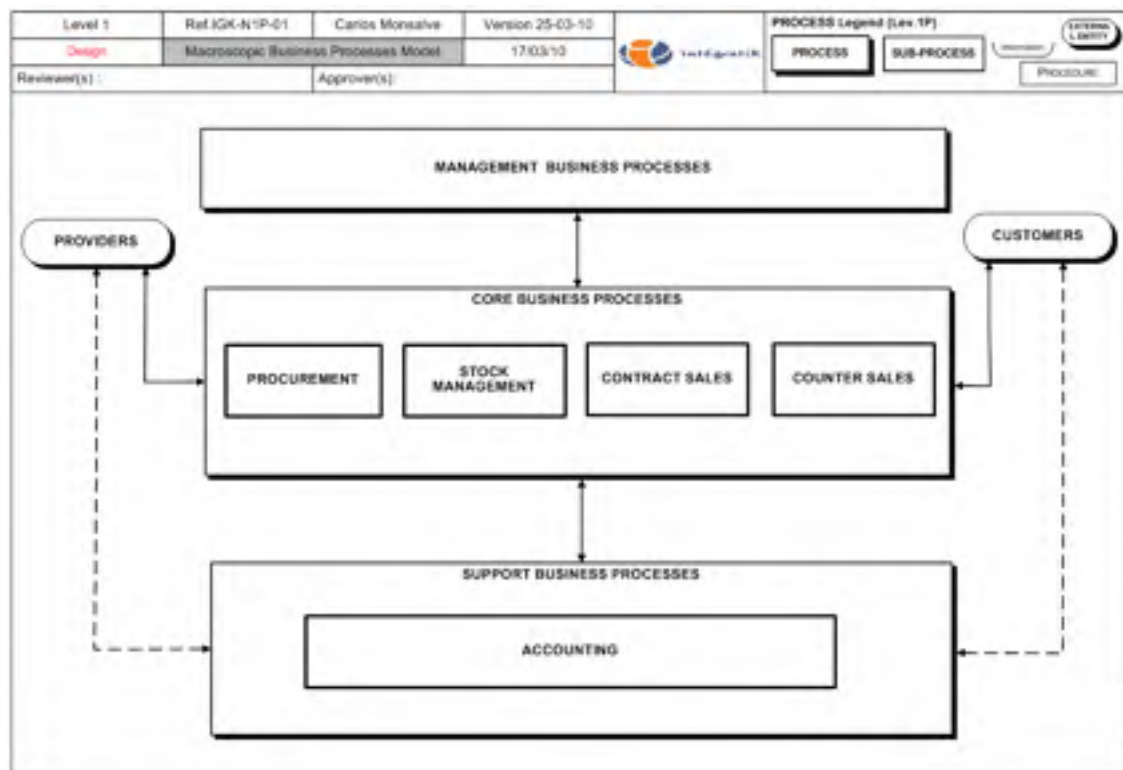 Level 1
Ref.IGK-N1P-01
Carlos Monsalve
Version 25-03-10
PROCESS Legend (Lev.1P)
EXTERNAL ENTITY
Design
Macroscopic Business Processes Model
17/03/10
PROCESS
SUB-PROCESS
PROCEDURE
Reviewer(s) :
Approver(s):
MANAGEMENT BUSINESS PROCESSES
PROVIDERS
CUSTOMERS
CORE BUSINESS PROCESSES
PROCUREMENT
STOCK
MANAGEMENT
CONTRACT SALES
COUNTER SALES
SUPPORT BUSINESS PROCESSES
ACCOUNTING